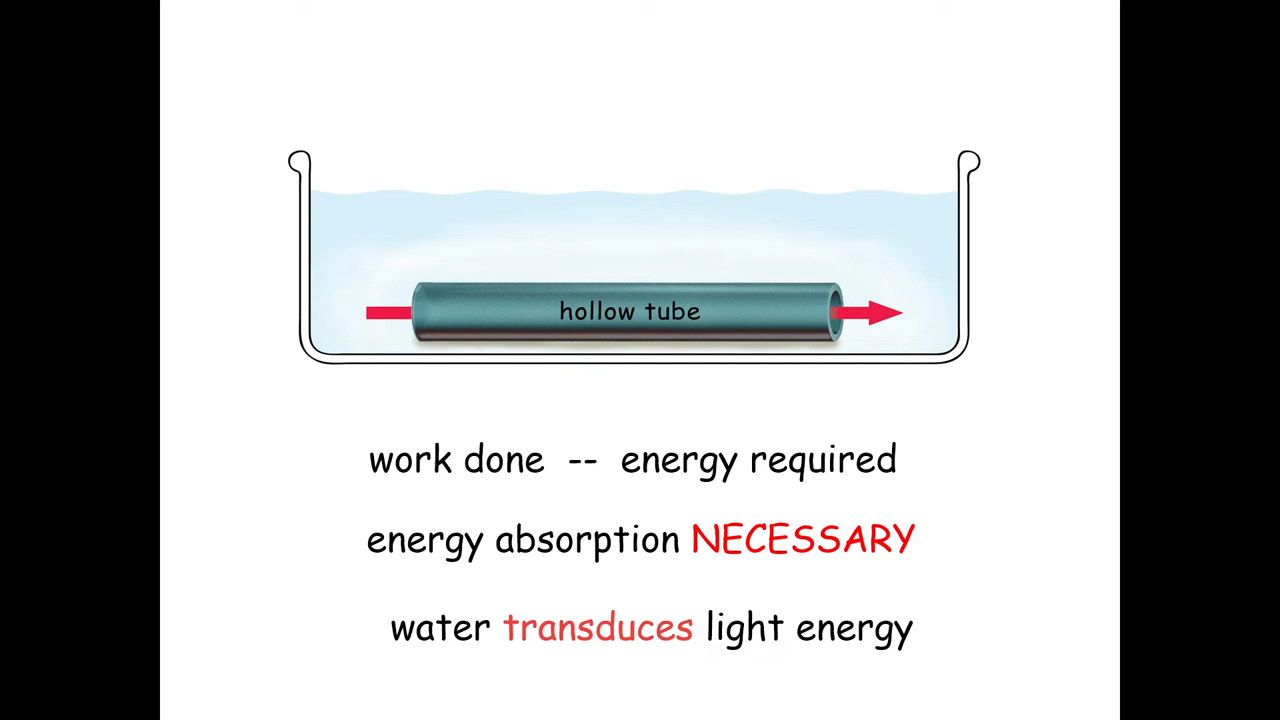 hollow tube
work done -- energy required
energy absorption NECESSARY
water transduces light energy